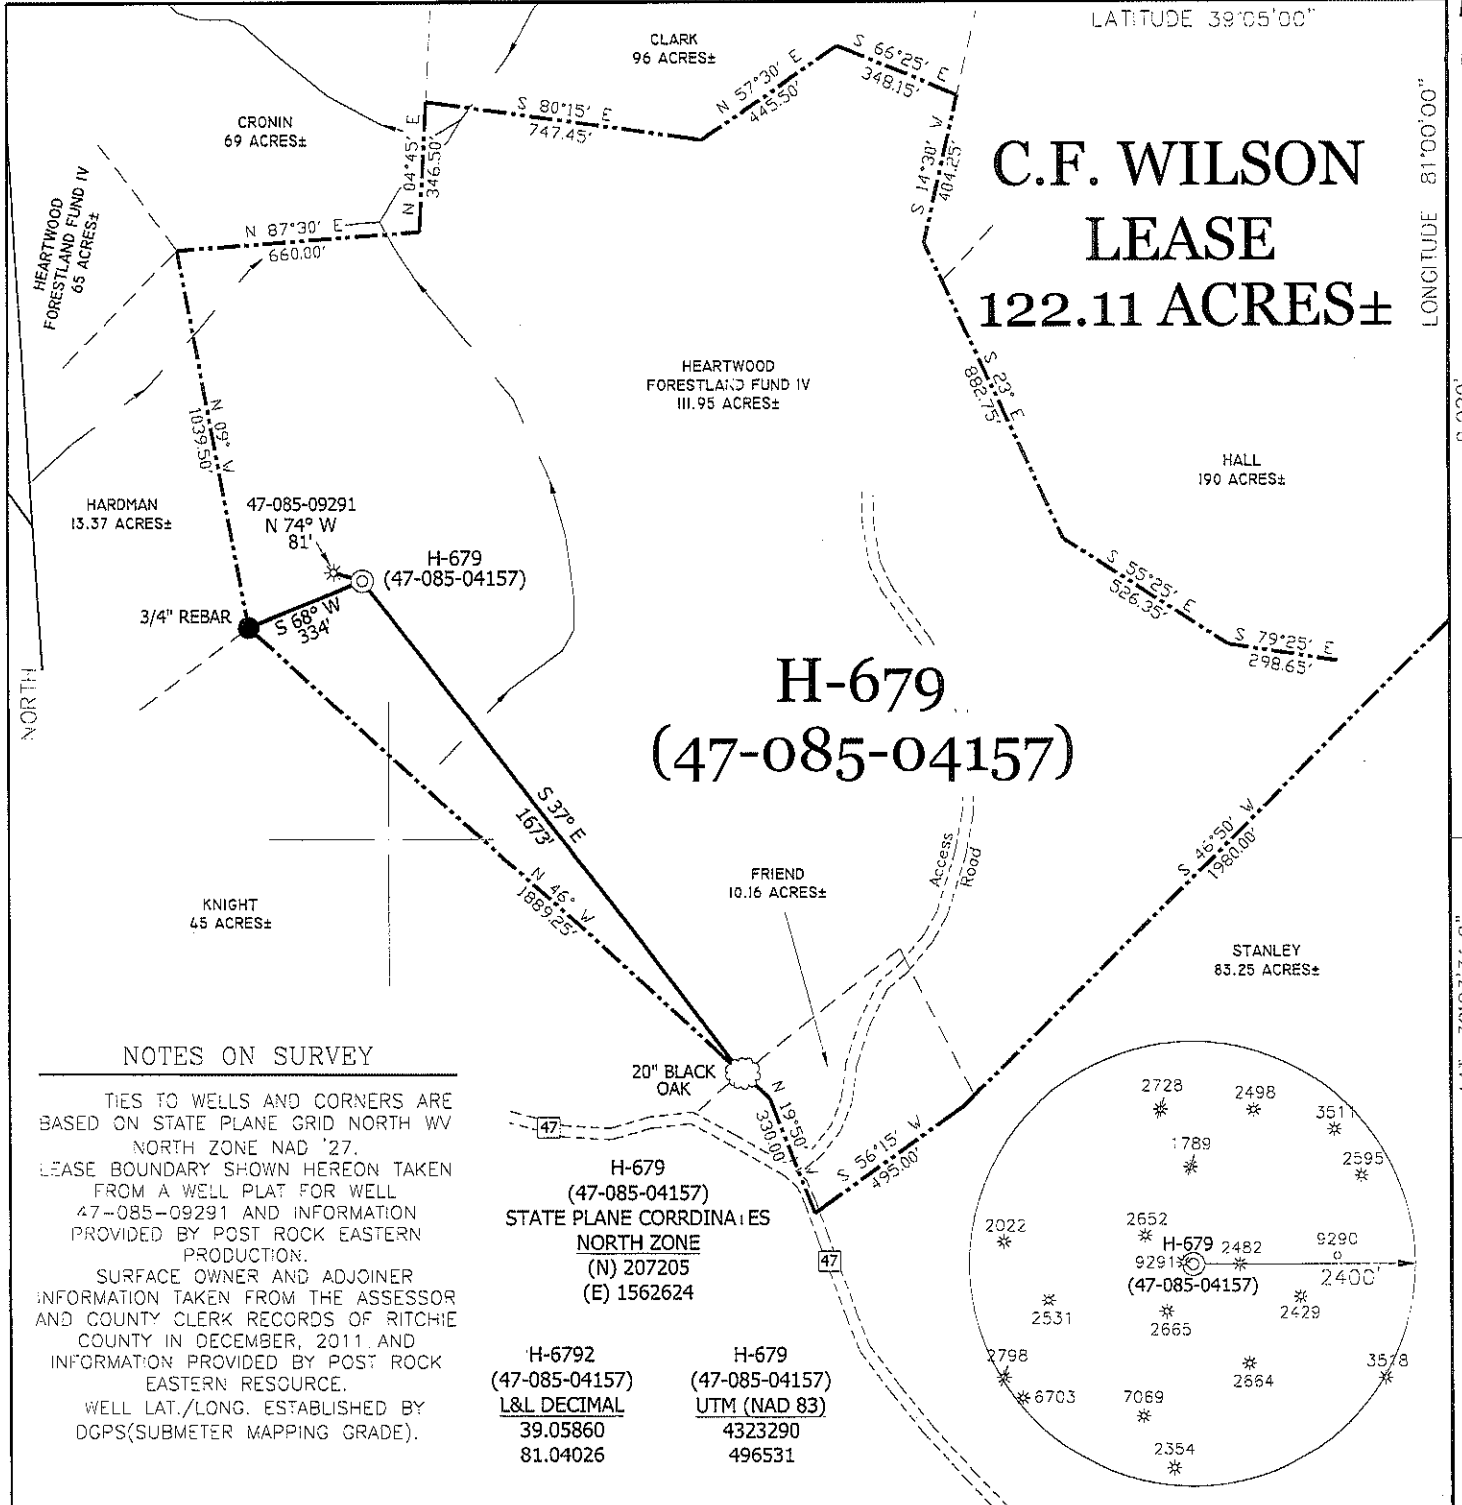 LATITUDE 39°05'00"
LONGITUDE 81°00'00"
CLARK
96 ACRES±
S 66°25' E
348.15'
N 57°30' E
445.50'
S 80°15' E
747.45'
CRONIN
69 ACRES±
N 04°45' E
346.50'
S 14°30' W
404.25'
C.F. WILSON
LEASE
122.11 ACRES±
HEARTWOOD
FORESTLAND FUND IV
65 ACRES±
N 87°30' E
660.00'
HEARTWOOD
FORESTLAND FUND IV
111.95 ACRES±
S 23° E
882.75'
N 09° W
1039.50'
HALL
190 ACRES±
HARDMAN
13.37 ACRES±
47-085-09291
N 74° W
81'
H-679
(47-085-04157)
3/4" REBAR
S 68° W
334'
S 55°25' E
526.35'
S 79°25' E
298.65'
NORTH
H-679
(47-085-04157)
S 37° E
1673'
S 46°50' W
1980.00'
Access
Road
FRIEND
10.16 ACRES±
N 46° W
1889.25'
KNIGHT
45 ACRES±
STANLEY
83.25 ACRES±
20" BLACK
OAK
N 19°50' W
330.00'
S 56°15' W
495.00'
47
47
NOTES ON SURVEY
TIES TO WELLS AND CORNERS ARE
BASED ON STATE PLANE GRID NORTH WV
NORTH ZONE NAD '27.
LEASE BOUNDARY SHOWN HEREON TAKEN
FROM A WELL PLAT FOR WELL
47-085-09291 AND INFORMATION
PROVIDED BY POST ROCK EASTERN
PRODUCTION.
SURFACE OWNER AND ADJOINER
INFORMATION TAKEN FROM THE ASSESSOR
AND COUNTY CLERK RECORDS OF RITCHIE
COUNTY IN DECEMBER, 2011 AND
INFORMATION PROVIDED BY POST ROCK
EASTERN RESOURCE.
WELL LAT./LONG. ESTABLISHED BY
DGPS(SUBMETER MAPPING GRADE).
H-679
(47-085-04157)
STATE PLANE CORRDINATES
NORTH ZONE
(N) 207205
(E) 1562624
H-6792
(47-085-04157)
L&L DECIMAL
39.05860
81.04026
H-679
(47-085-04157)
UTM (NAD 83)
4323290
496531
2728
2498
3511
1789
2595
2022
2652
H-679
2482
9290
9291
(47-085-04157)
2400'
2531
2665
2429
2798
2664
3518
6703
7069
2354